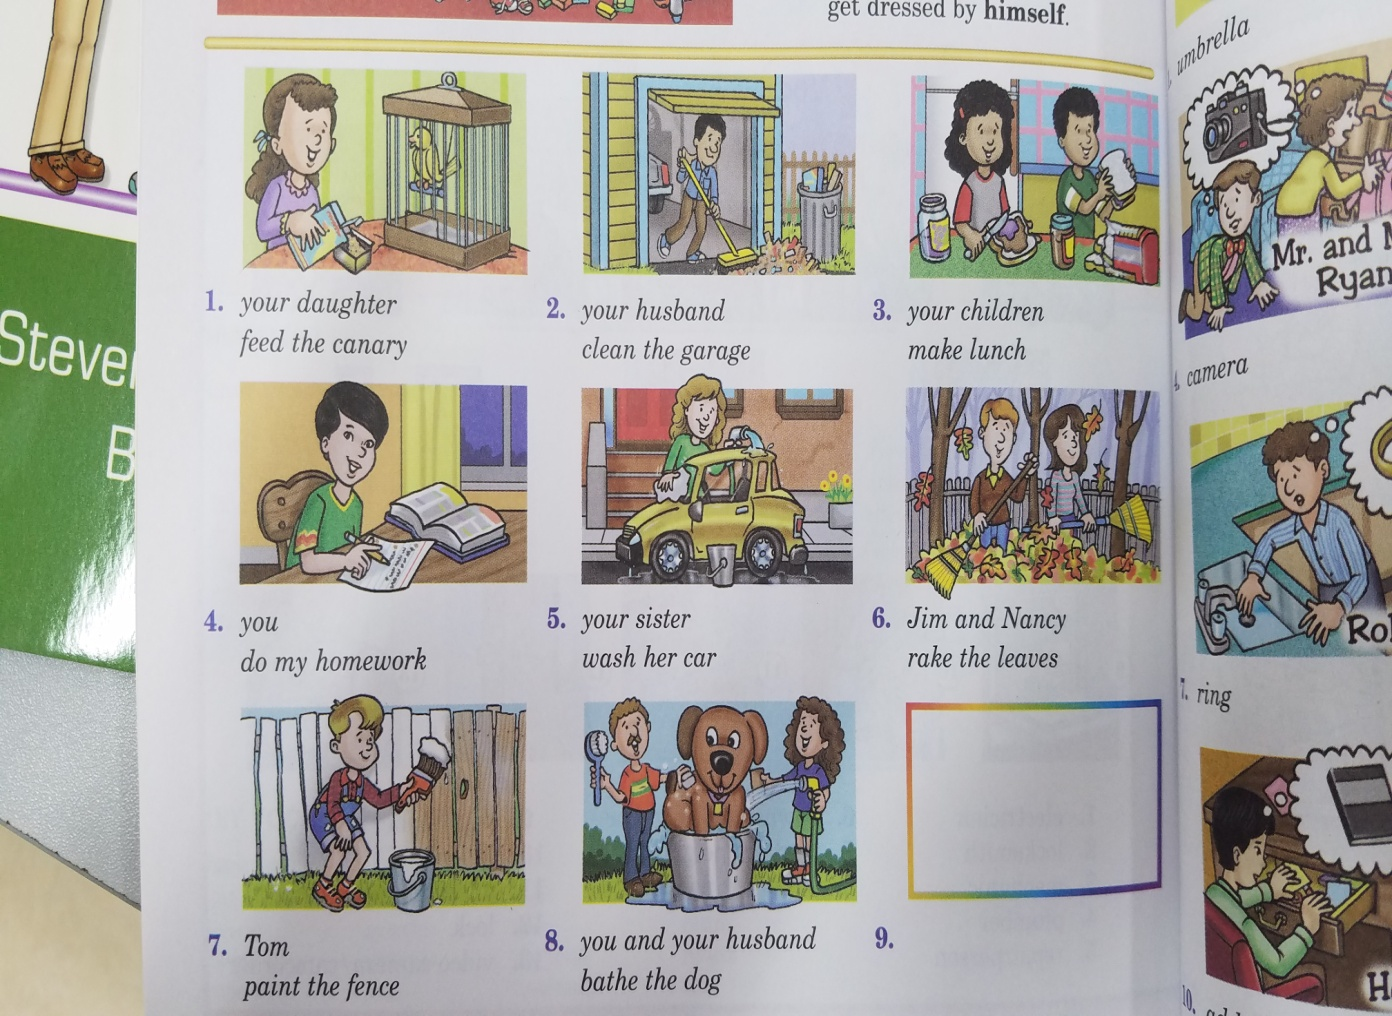 get dressed by himself.
1. your daughter
feed the canary
2. your husband
clean the garage
3. your children
make lunch
4. you
do my homework
5. your sister
wash her car
6. Jim and Nancy
rake the leaves
7. Tom
paint the fence
8. you and your husband
bathe the dog
9.
umbrella
Mr. and
Ryan
camera
7. ring
10.